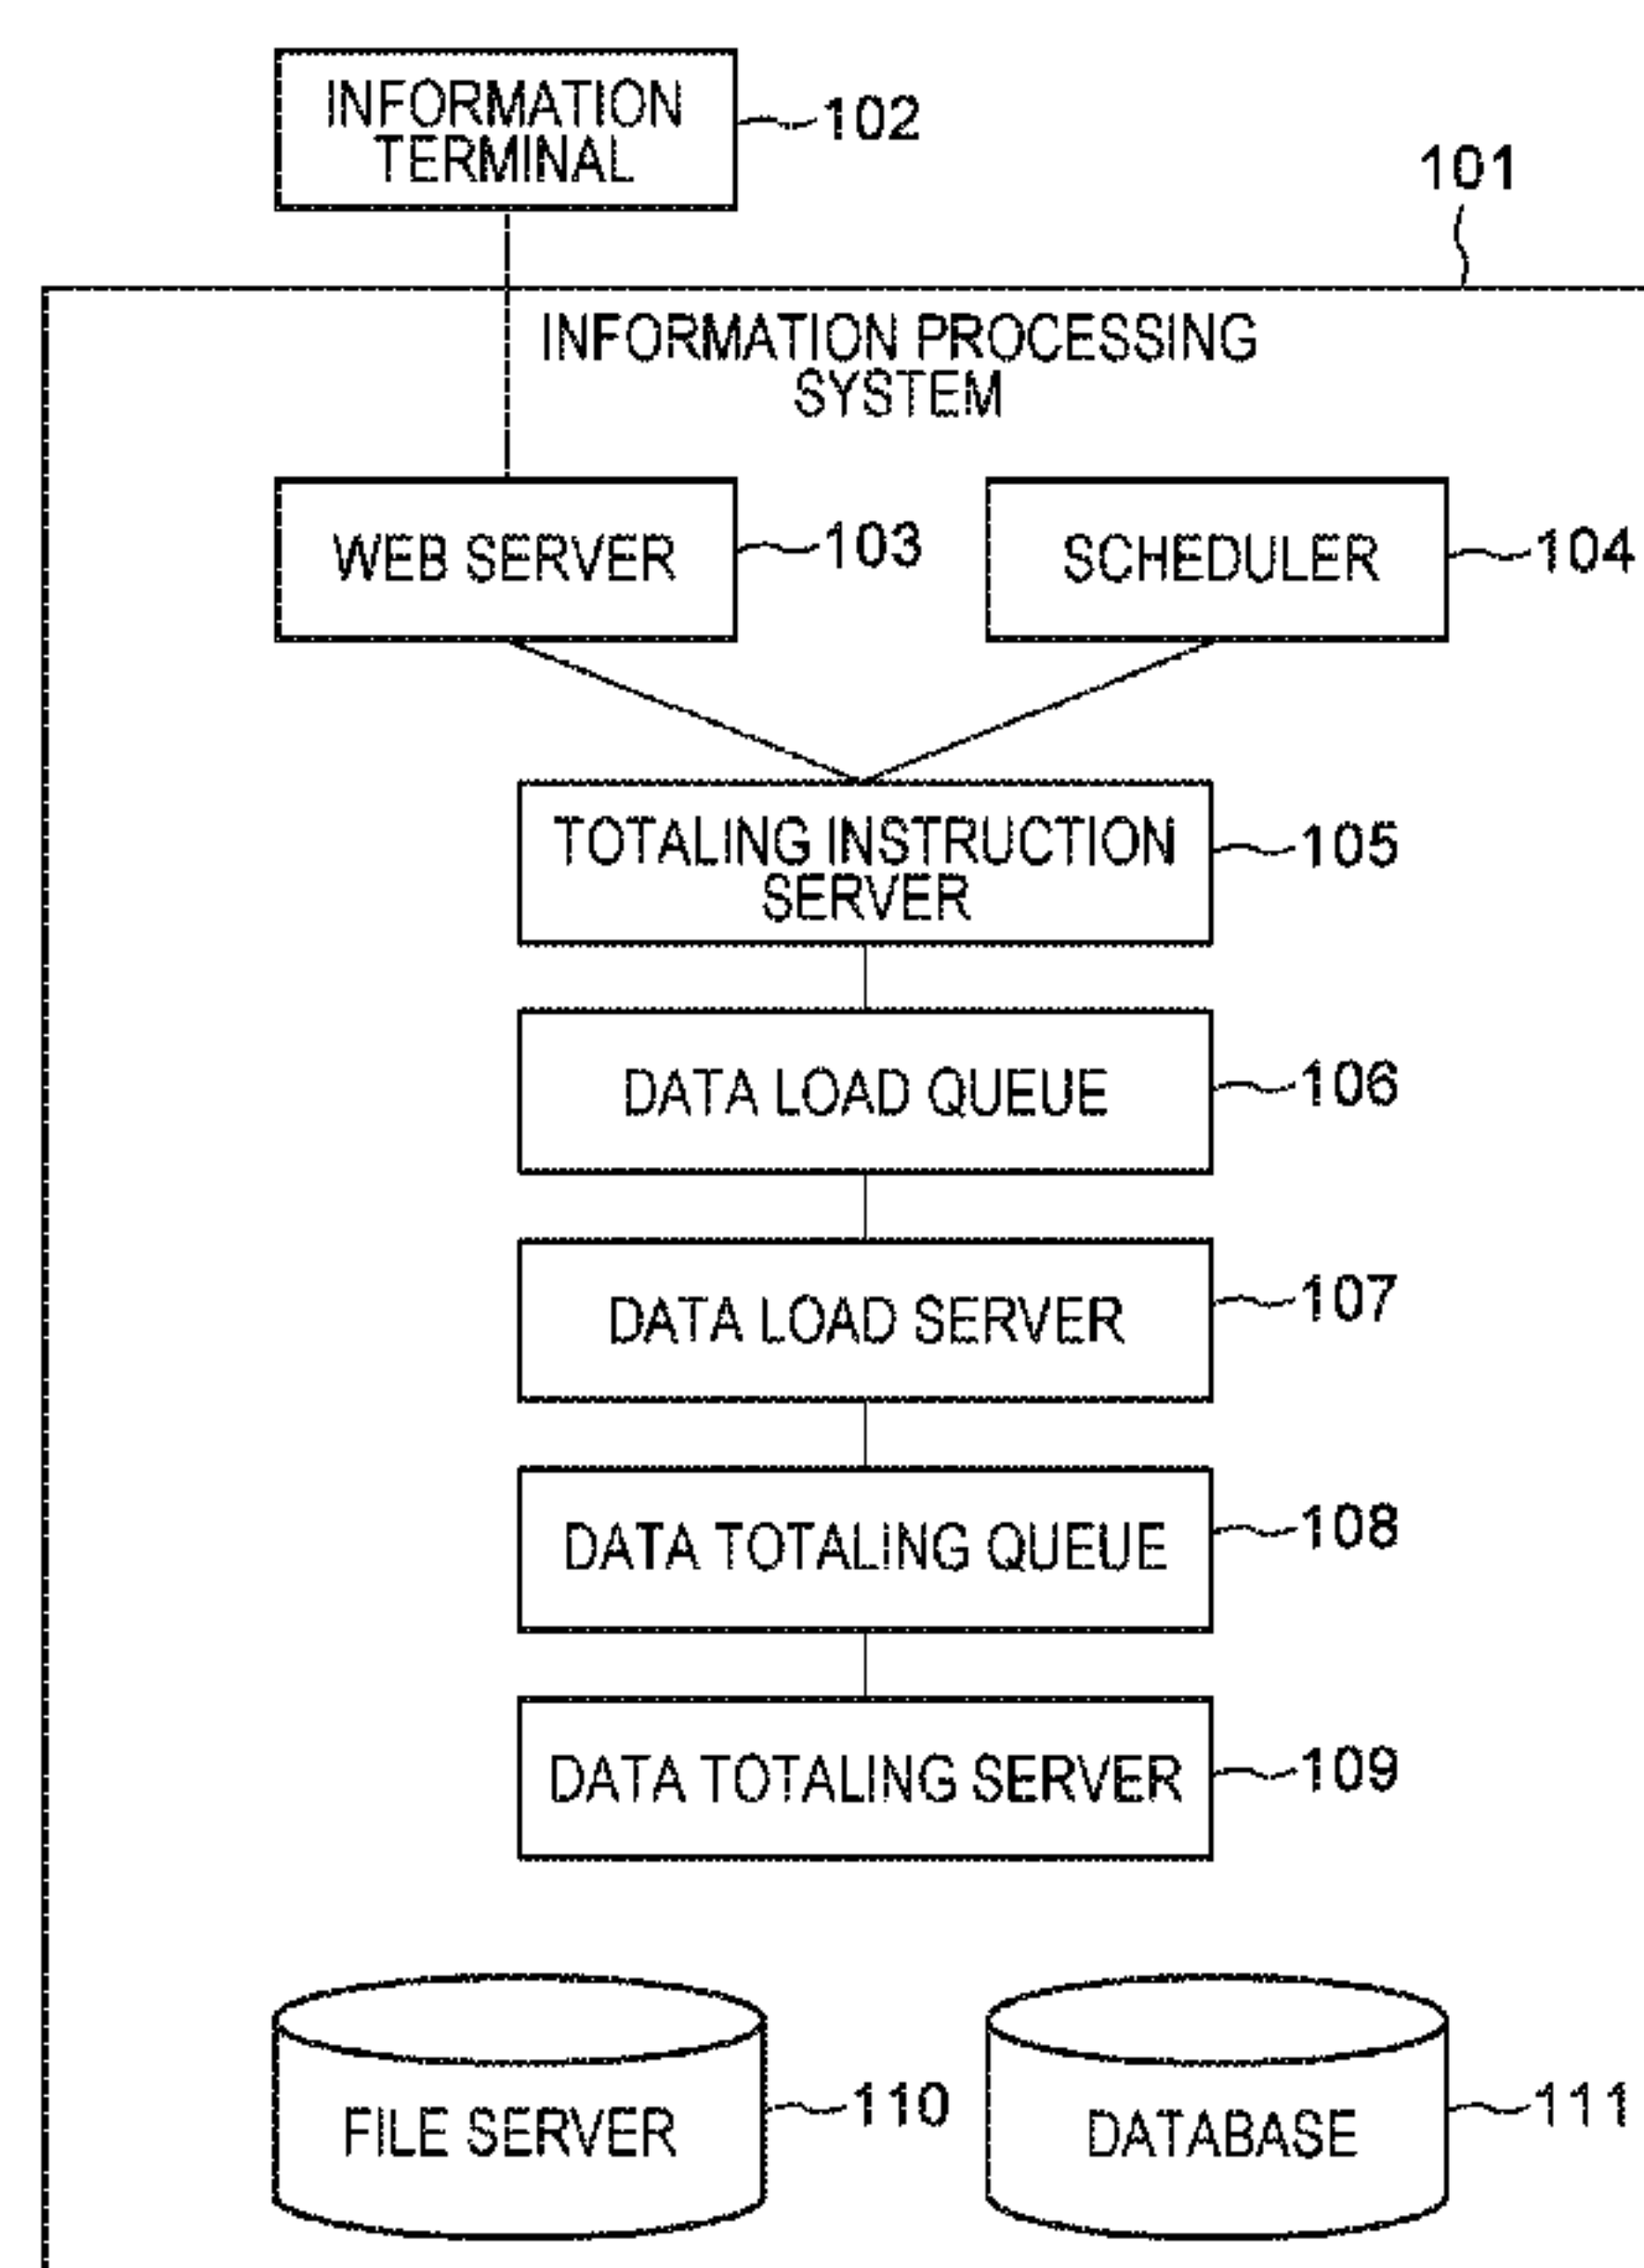 INFORMATION
TERMINAL
102
101
INFORMATION PROCESSING
SYSTEM
WEB SERVER
103
SCHEDULER
104
TOTALING INSTRUCTION
SERVER
105
DATA LOAD QUEUE
106
DATA LOAD SERVER
107
DATA TOTALING QUEUE
108
DATA TOTALING SERVER
109
FILE SERVER
110
DATABASE
111